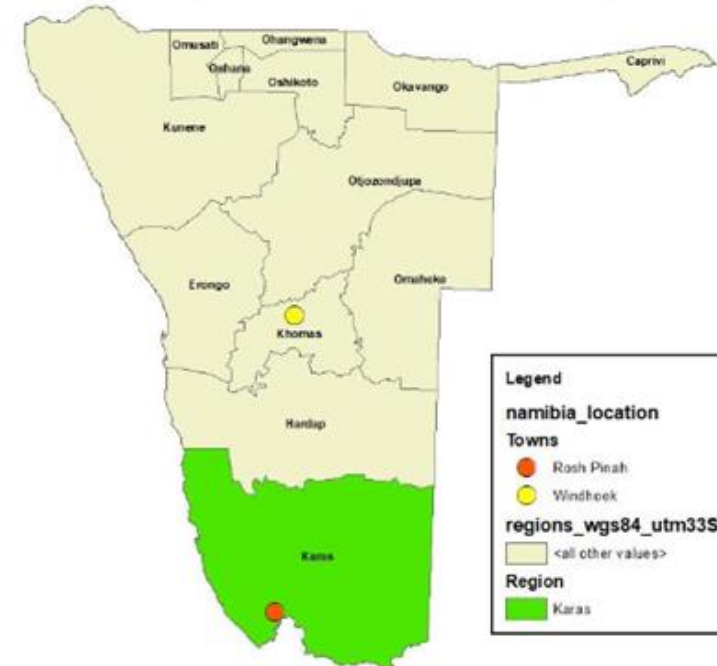 Omusati
Ohangwena
Oshana
Oshikoto
Okavango
Caprivi
Kunene
Otjozondjupa
Erongo
Omaheke
Khomas
Hardap
Karas
Legend
namibia_location
Towns
Rosh Pinah
Windhoek
regions_wgs84_utm33S
<all other values>
Region
Karas